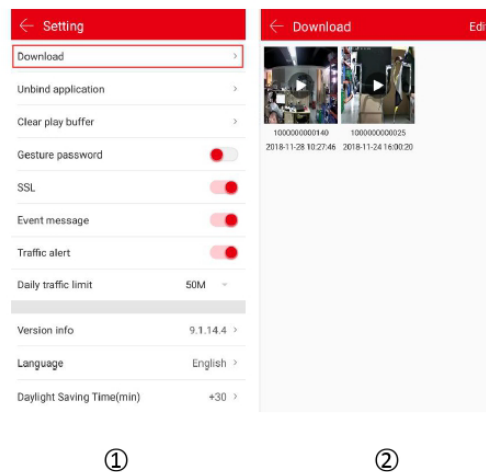 Setting
Download
Unbind application
Clear play buffer
Gesture password
SSL
Event message
Traffic alert
Daily traffic limit 50M
Version info 9.1.14.4
Language English
Daylight Saving Time(min) +30
①
Download Edi
1000000000140 1000000000025
2018-11-28 10:27:46 2018-11-24 16:00:20
②